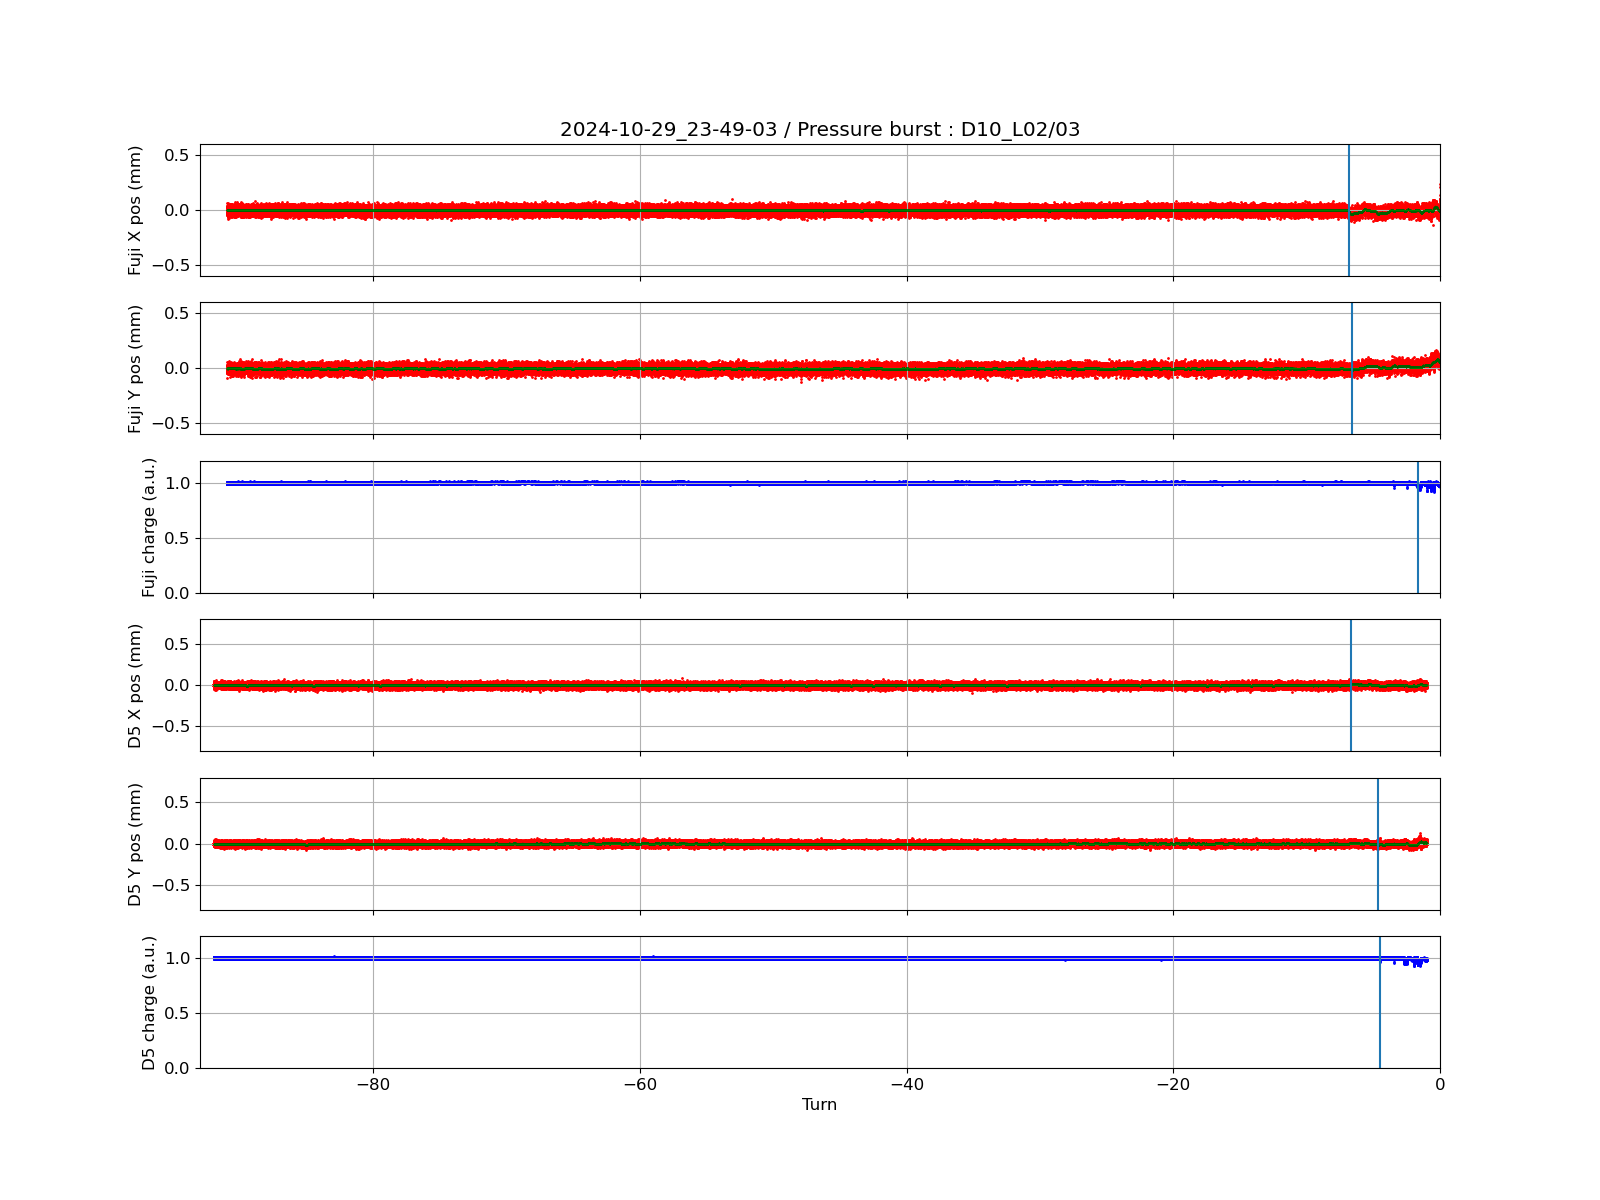 2024-10-29_23-49-03 / Pressure burst : D10_L02/03
Fuji X pos (mm)
0.5
0.0
−0.5
Fuji Y pos (mm)
0.5
0.0
−0.5
Fuji charge (a.u.)
1.0
0.5
0.0
D5 X pos (mm)
0.5
0.0
−0.5
D5 Y pos (mm)
0.5
0.0
−0.5
D5 charge (a.u.)
1.0
0.5
0.0
−80 −60 −40 −20 0
Turn